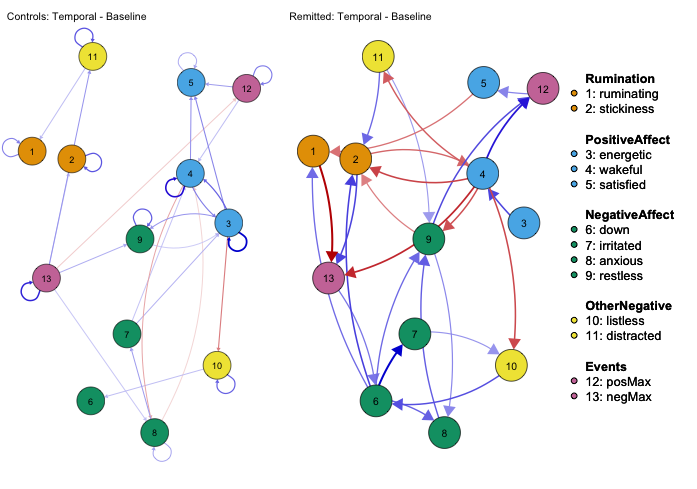 Controls: Temporal - Baseline
11
5
12
1
2
4
3
9
13
7
10
6
8
Remitted: Temporal - Baseline
11
5
12
1
2
4
3
9
13
7
10
6
8
Rumination
1: ruminating
2: stickiness
PositiveAffect
3: energetic
4: wakeful
5: satisfied
NegativeAffect
6: down
7: irritated
8: anxious
9: restless
OtherNegative
10: listless
11: distracted
Events
12: posMax
13: negMax